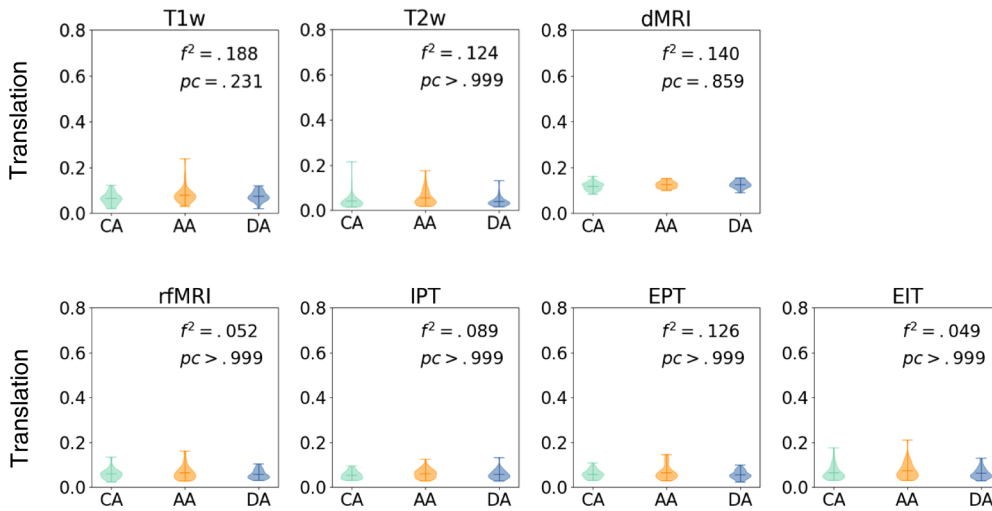 T1w T2w dMRI
Translation
0.8 0.8 0.8
f² = .188 f² = .124 f² = .140
pc = .231 pc > .999 pc = .859
0.6 0.6 0.6
0.4 0.4 0.4
0.2 0.2 0.2
0.0 0.0 0.0
CA AA DA CA AA DA CA AA DA
rfMRI IPT EPT EIT
Translation
0.8 0.8 0.8 0.8
f² = .052 f² = .089 f² = .126 f² = .049
pc > .999 pc > .999 pc > .999 pc > .999
0.6 0.6 0.6 0.6
0.4 0.4 0.4 0.4
0.2 0.2 0.2 0.2
0.0 0.0 0.0 0.0
CA AA DA CA AA DA CA AA DA CA AA DA